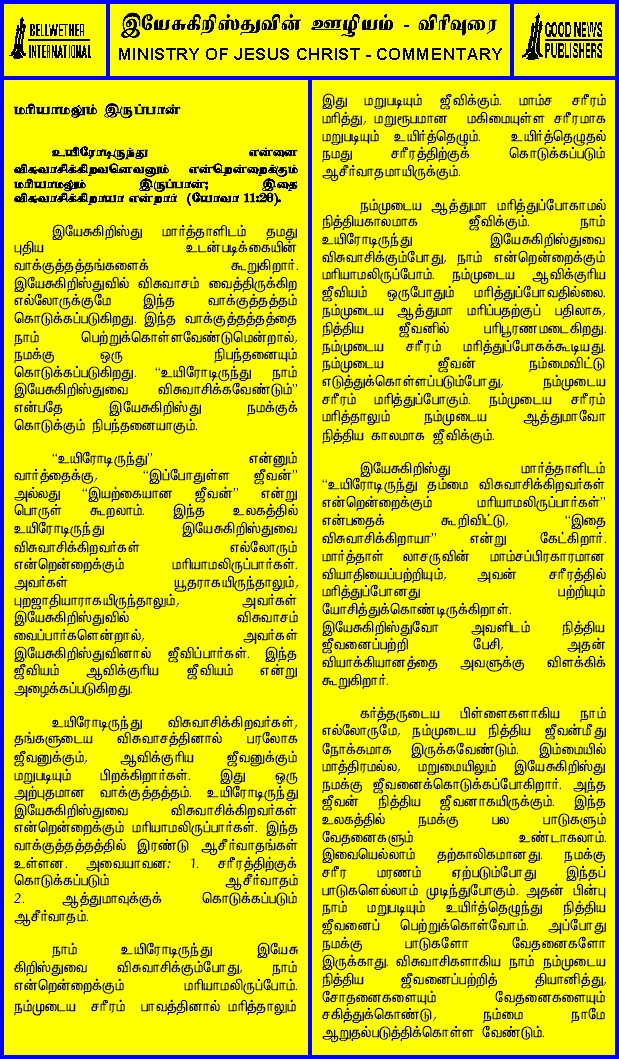 BELLWETHER
INTERNATIONAL
இயேசுகிறிஸ்துவின் ஊழியம் - விரிவுரை
MINISTRY OF JESUS CHRIST - COMMENTARY
GOOD NEWS
PUBLISHERS
மரியாமலும் இருப்பான்
உயிரோடிருந்து என்னை
விசுவாசிக்கிறவனெவனும் என்றென்றைக்கும்
மரியாமலும் இருப்பான்; இதை
விசுவாசிக்கிறாயா என்றார் (யோவா 11:26).
இயேசுகிறிஸ்து மார்த்தாளிடம் தமது
புதிய உடன்படிக்கையின்
வாக்குத்தத்தங்களைக் கூறுகிறார்.
இயேசுகிறிஸ்துவில் விசுவாசம் வைத்திருக்கிற
எல்லோருக்குமே இந்த வாக்குத்தத்தம்
கொடுக்கப்படுகிறது. இந்த வாக்குத்தத்தத்தை
நாம் பெற்றுக்கொள்ளவேண்டுமென்றால்,
நமக்கு ஒரு நிபந்தனையும்
கொடுக்கப்படுகிறது. “உயிரோடிருந்து நாம்
இயேசுகிறிஸ்துவை விசுவாசிக்கவேண்டும்”
என்பதே இயேசுகிறிஸ்து நமக்குக்
கொடுக்கும் நிபந்தனையாகும்.
“உயிரோடிருந்து” என்னும்
வார்த்தைக்கு, “இப்போதுள்ள ஜீவன்”
அல்லது “இயற்கையான ஜீவன்” என்று
பொருள் கூறலாம். இந்த உலகத்தில்
உயிரோடிருந்து இயேசுகிறிஸ்துவை
விசுவாசிக்கிறவர்கள் எல்லோரும்
என்றென்றைக்கும் மரியாமலிருப்பார்கள்.
அவர்கள் யூதராகயிருந்தாலும்,
புறஜாதியாராகயிருந்தாலும், அவர்கள்
இயேசுகிறிஸ்துவில் விசுவாசம்
வைப்பார்களென்றால், அவர்கள்
இயேசுகிறிஸ்துவினால் ஜீவிப்பார்கள். இந்த
ஜீவியம் ஆவிக்குரிய ஜீவியம் என்று
அழைக்கப்படுகிறது.
உயிரோடிருந்து விசுவாசிக்கிறவர்கள்,
தங்களுடைய விசுவாசத்தினால் பரலோக
ஜீவனுக்கும், ஆவிக்குரிய ஜீவனுக்கும்
மறுபடியும் பிறக்கிறார்கள். இது ஒரு
அற்புதமான வாக்குத்தத்தம். உயிரோடிருந்து
இயேசுகிறிஸ்துவை விசுவாசிக்கிறவர்கள்
என்றென்றைக்கும் மரியாமலிருப்பார்கள். இந்த
வாக்குத்தத்தத்தில் இரண்டு ஆசீர்வாதங்கள்
உள்ளன. அவையாவன: 1. சரீரத்திற்குக்
கொடுக்கப்படும் ஆசீர்வாதம்
2. ஆத்துமாவுக்குக் கொடுக்கப்படும்
ஆசீர்வாதம்.
நாம் உயிரோடிருந்து இயேசு
கிறிஸ்துவை விசுவாசிக்கும்போது, நாம்
என்றென்றைக்கும் மரியாமலிருப்போம்.
நம்முடைய சரீரம் பாவத்தினால் மரித்தாலும்
இது மறுபடியும் ஜீவிக்கும். மாம்ச சரீரம்
மரித்து, மறுரூபமான மகிமையுள்ள சரீரமாக
மறுபடியும் உயிர்த்தெழும். உயிர்த்தெழுதல்
நமது சரீரத்திற்குக் கொடுக்கப்படும்
ஆசீர்வாதமாயிருக்கும்.
நம்முடைய ஆத்துமா மரித்துப்போகாமல்
நித்தியகாலமாக ஜீவிக்கும். நாம்
உயிரோடிருந்து இயேசுகிறிஸ்துவை
விசுவாசிக்கும்போது, நாம் என்றென்றைக்கும்
மரியாமலிருப்போம். நம்முடைய ஆவிக்குரிய
ஜீவியம் ஒருபோதும் மரித்துப்போவதில்லை.
நம்முடைய ஆத்துமா மரிப்பதற்குப் பதிலாக,
நித்திய ஜீவனில் பரிபூரணமடைகிறது.
நம்முடைய சரீரம் மரித்துப்போகக்கூடியது.
நம்முடைய ஜீவன் நம்மைவிட்டு
எடுத்துக்கொள்ளப்படும்போது, நம்முடைய
சரீரம் மரித்துப்போகும். நம்முடைய சரீரம்
மரித்தாலும் நம்முடைய ஆத்துமாவோ
நித்திய காலமாக ஜீவிக்கும்.
இயேசுகிறிஸ்து மார்த்தாளிடம்
“உயிரோடிருந்து தம்மை விசுவாசிக்கிறவர்கள்
என்றென்றைக்கும் மரியாமலிருப்பார்கள்”
என்பதைக் கூறிவிட்டு, “இதை
விசுவாசிக்கிறாயா” என்று கேட்கிறார்.
மார்த்தாள் லாசருவின் மாம்சப்பிரகாரமான
வியாதியைப்பற்றியும், அவன் சரீரத்தில்
மரித்துப்போனது பற்றியும்
யோசித்துக்கொண்டிருக்கிறாள்.
இயேசுகிறிஸ்துவோ அவளிடம் நித்திய
ஜீவனைப்பற்றி பேசி, அதன்
வியாக்கியானத்தை அவளுக்கு விளக்கிக்
கூறுகிறார்.
கர்த்தருடைய பிள்ளைகளாகிய நாம்
எல்லோருமே, நம்முடைய நித்திய ஜீவன்மீது
நோக்கமாக இருக்கவேண்டும். இம்மையில்
மாத்திரமல்ல, மறுமையிலும் இயேசுகிறிஸ்து
நமக்கு ஜீவனைக்கொடுக்கப்போகிறார். அந்த
ஜீவன் நித்திய ஜீவனாகயிருக்கும். இந்த
உலகத்தில் நமக்கு பல பாடுகளும்
வேதனைகளும் உண்டாகலாம்.
இவையெல்லாம் தற்காலிகமானது. நமக்கு
சரீர மரணம் ஏற்படும்போது இந்தப்
பாடுகளெல்லாம் முடிந்துபோகும். அதன் பின்பு
நாம் மறுபடியும் உயிர்த்தெழுந்து நித்திய
ஜீவனைப் பெற்றுக்கொள்வோம். அப்போது
நமக்கு பாடுகளோ வேதனைகளோ
இருக்காது. விசுவாசிகளாகிய நாம் நம்முடைய
நித்திய ஜீவனைப்பற்றித் தியானித்து,
சோதனைகளையும் வேதனைகளையும்
சகித்துக்கொண்டு, நம்மை நாமே
ஆறுதல்படுத்திக்கொள்ள வேண்டும்.